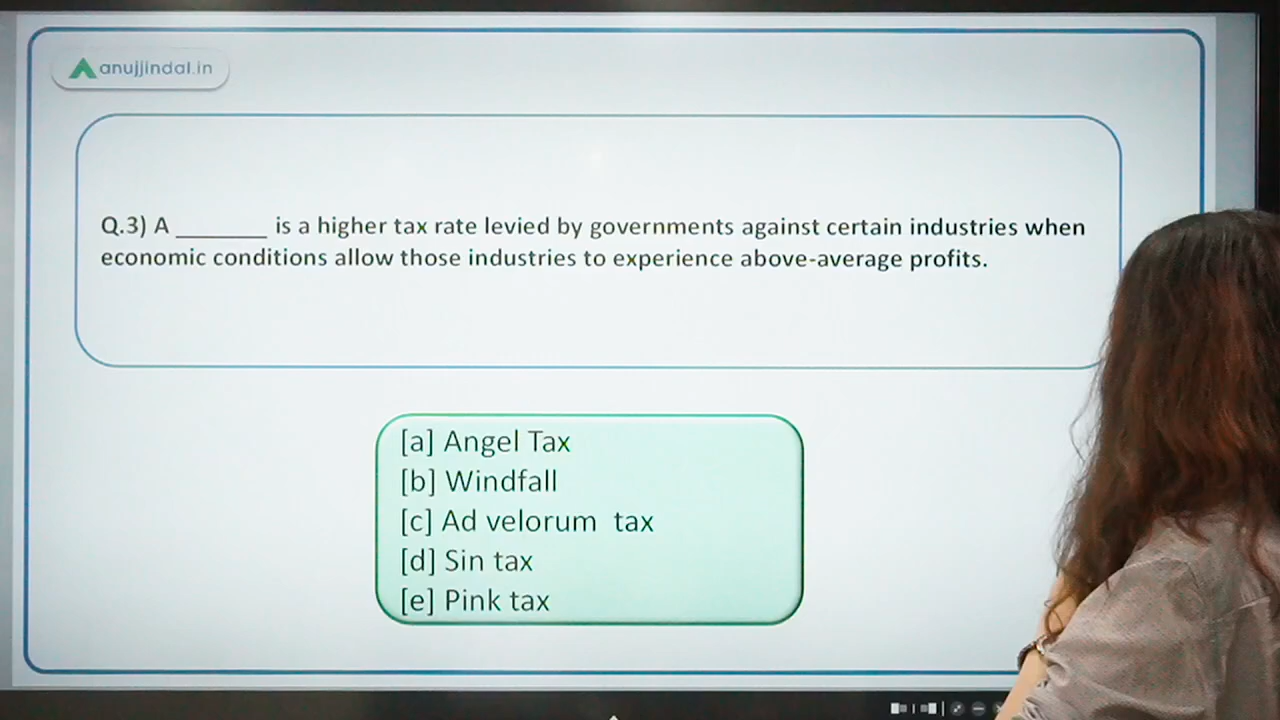 anujjindal.in
Q.3) A _______ is a higher tax rate levied by governments against certain industries when
economic conditions allow those industries to experience above-average profits.
[a] Angel Tax
[b] Windfall
[c] Ad velorum tax
[d] Sin tax
[e] Pink tax